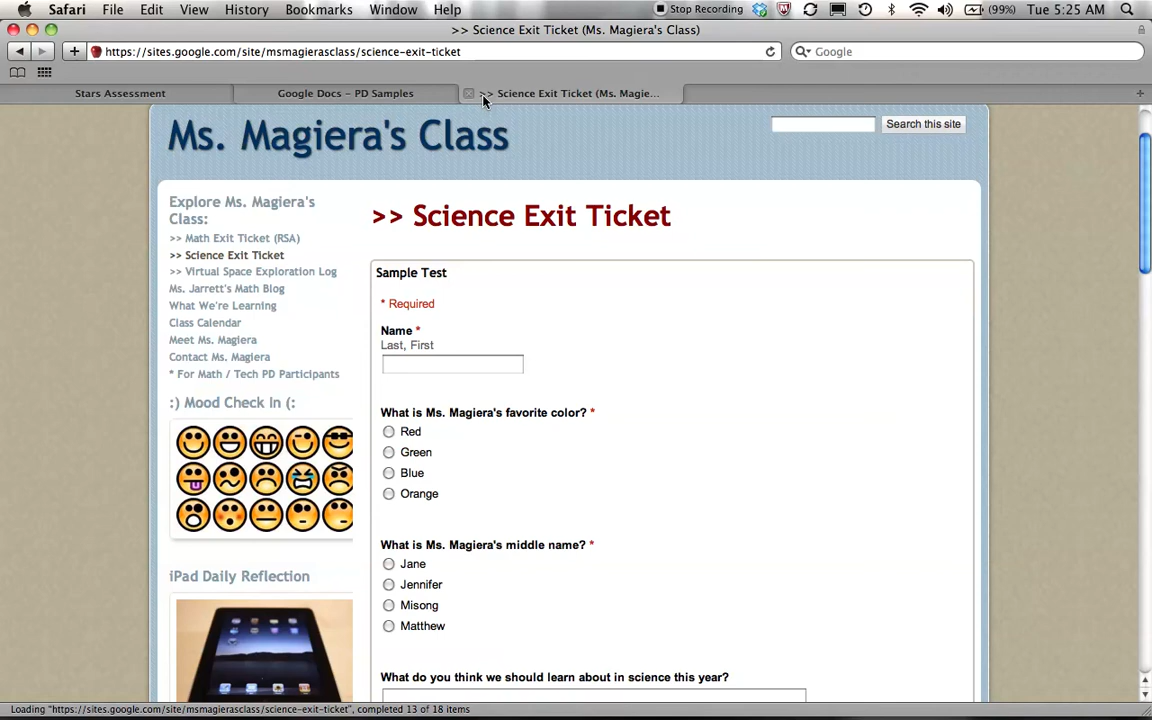 Safari File Edit View History Bookmarks Window Help Stop Recording (99%) Tue 5:25 AM
>> Science Exit Ticket (Ms. Magiera's Class)
https://sites.google.com/site/msmagierasclass/science-exit-ticket Google
Stars Assessment Google Docs - PD Samples >> Science Exit Ticket (Ms. Magie...
Ms. Magiera's Class
Search this site
Explore Ms. Magiera's
Class:
>> Math Exit Ticket (RSA)
>> Science Exit Ticket
>> Virtual Space Exploration Log
Ms. Jarrett's Math Blog
What We're Learning
Class Calendar
Meet Ms. Magiera
Contact Ms. Magiera
* For Math / Tech PD Participants
:) Mood Check In (:
iPad Daily Reflection
>> Science Exit Ticket
Sample Test
* Required
Name *
Last, First
What is Ms. Magiera's favorite color? *
Red
Green
Blue
Orange
What is Ms. Magiera's middle name? *
Jane
Jennifer
Misong
Matthew
What do you think we should learn about in science this year?
Loading "https://sites.google.com/site/msmagierasclass/science-exit-ticket", completed 13 of 18 items